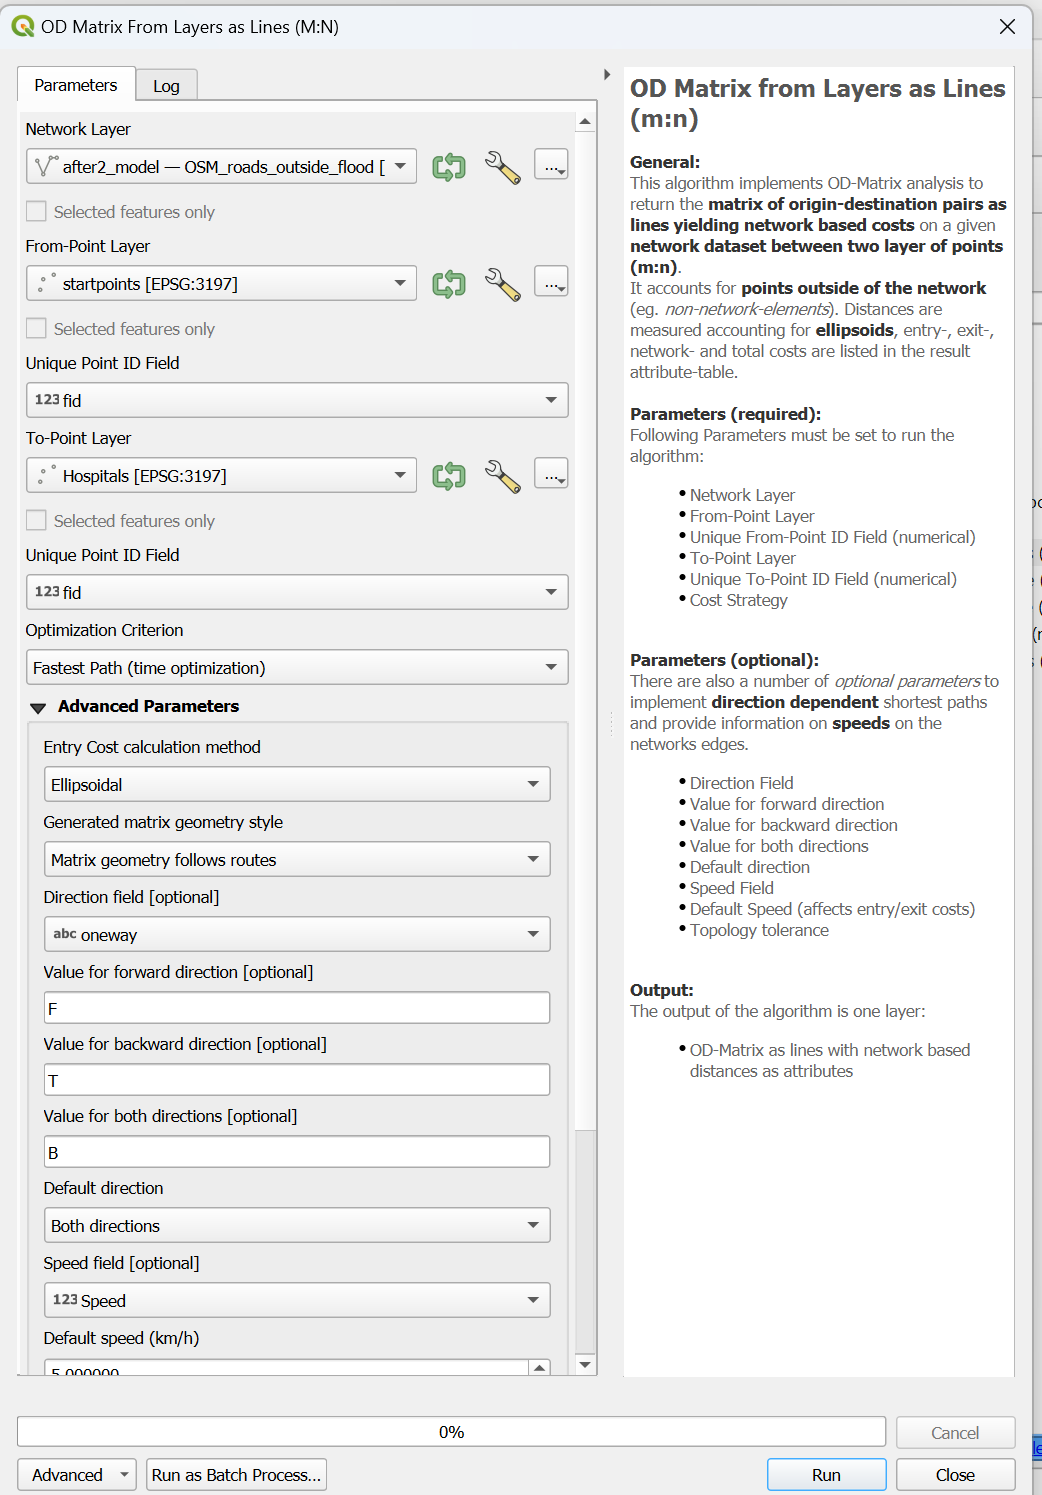 OD Matrix From Layers as Lines (M:N)
Parameters
Log
Network Layer
after2_model — OSM_roads_outside_flood [
...
Selected features only
From-Point Layer
startpoints [EPSG:3197]
...
Selected features only
Unique Point ID Field
123 fid
To-Point Layer
Hospitals [EPSG:3197]
...
Selected features only
Unique Point ID Field
123 fid
Optimization Criterion
Fastest Path (time optimization)
Advanced Parameters
Entry Cost calculation method
Ellipsoidal
Generated matrix geometry style
Matrix geometry follows routes
Direction field [optional]
abc oneway
Value for forward direction [optional]
F
Value for backward direction [optional]
T
Value for both directions [optional]
B
Default direction
Both directions
Speed field [optional]
123 Speed
Default speed (km/h)
5.000000
OD Matrix from Layers as Lines
(m:n)
General:
This algorithm implements OD-Matrix analysis to
return the matrix of origin-destination pairs as
lines yielding network based costs on a given
network dataset between two layer of points
(m:n).
It accounts for points outside of the network
(eg. non-network-elements). Distances are
measured accounting for ellipsoids, entry-, exit-,
network- and total costs are listed in the result
attribute-table.
Parameters (required):
Following Parameters must be set to run the
algorithm:
• Network Layer
• From-Point Layer
• Unique From-Point ID Field (numerical)
• To-Point Layer
• Unique To-Point ID Field (numerical)
• Cost Strategy
Parameters (optional):
There are also a number of optional parameters to
implement direction dependent shortest paths
and provide information on speeds on the
networks edges.
• Direction Field
• Value for forward direction
• Value for backward direction
• Value for both directions
• Default direction
• Speed Field
• Default Speed (affects entry/exit costs)
• Topology tolerance
Output:
The output of the algorithm is one layer:
• OD-Matrix as lines with network based
distances as attributes
0%
Cancel
Advanced
Run as Batch Process...
Run
Close